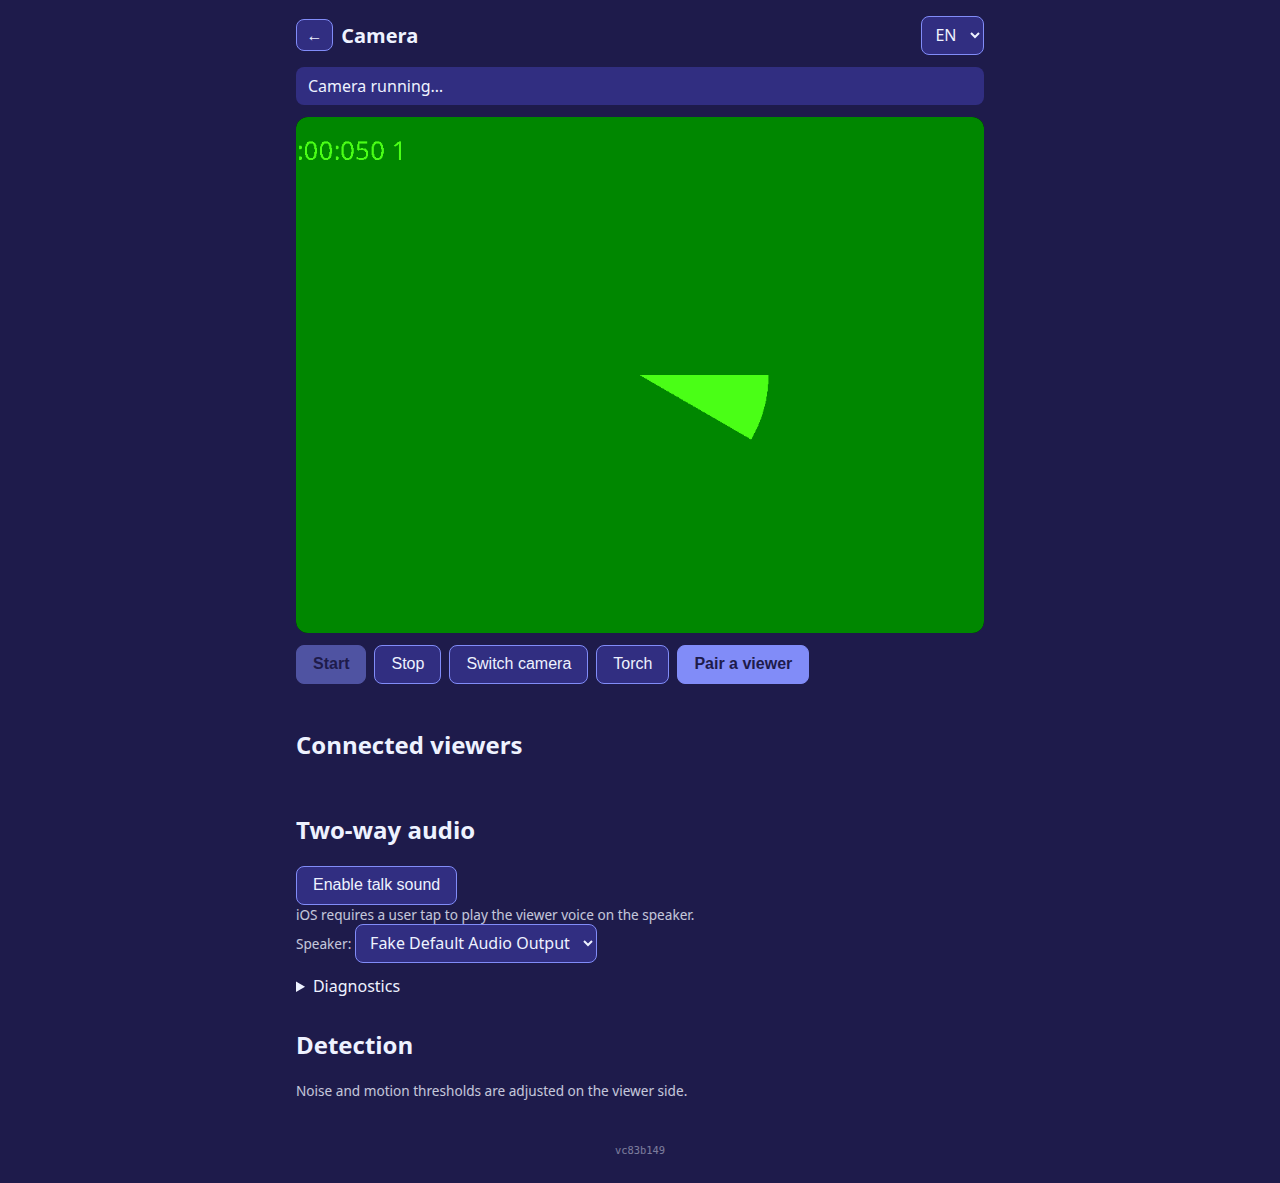 ←
Camera
EN
Camera running...
:00:050 1
Start
Stop
Switch camera
Torch
Pair a viewer
Connected viewers
Two-way audio
Enable talk sound
iOS requires a user tap to play the viewer voice on the speaker.
Speaker: Fake Default Audio Output
Diagnostics
Detection
Noise and motion thresholds are adjusted on the viewer side.
vc83b149